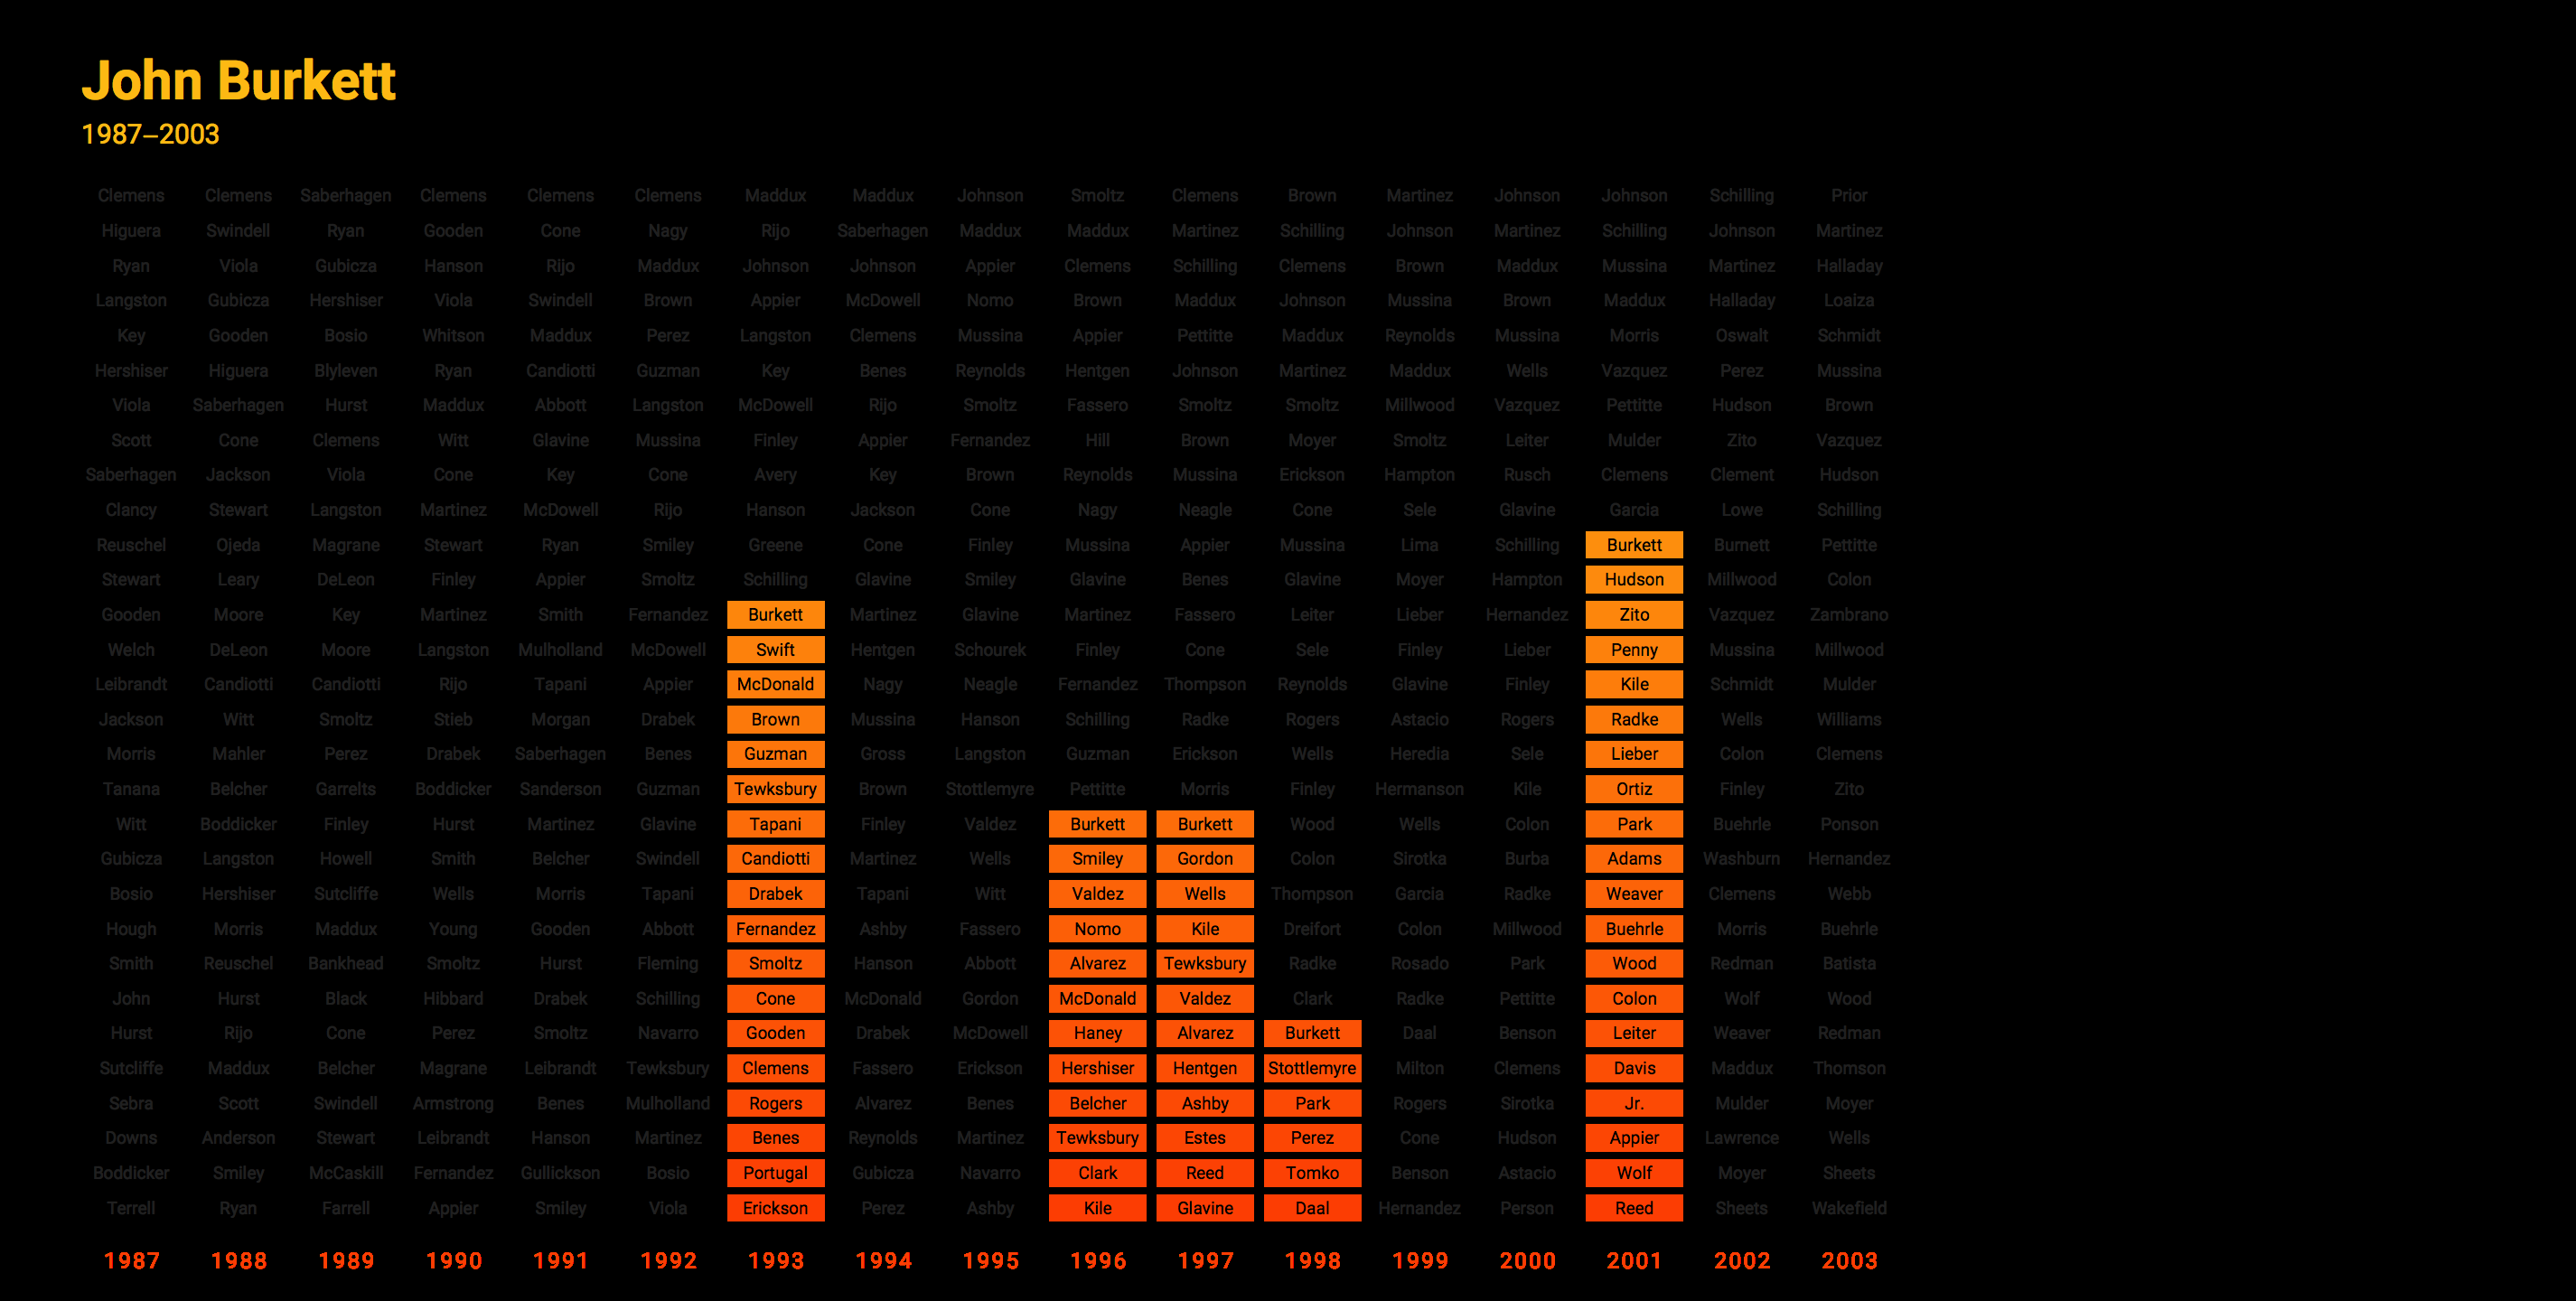 John Burkett
1987–2003
Clemens Clemens Saberhagen Clemens Clemens Clemens Maddux Maddux Johnson Smoltz Clemens Brown Martinez Johnson Johnson Schilling Prior
Higuera Swindell Ryan Gooden Cone Nagy Rijo Saberhagen Maddux Maddux Martinez Schilling Johnson Martinez Schilling Johnson Martinez
Ryan Viola Gubicza Hanson Rijo Maddux Johnson Johnson Appier Clemens Schilling Clemens Brown Maddux Mussina Martinez Halladay
Langston Gubicza Hershiser Viola Swindell Brown Appier McDowell Nomo Brown Maddux Johnson Mussina Brown Maddux Halladay Loaiza
Key Gooden Bosio Whitson Maddux Perez Langston Clemens Mussina Appier Pettitte Maddux Reynolds Mussina Morris Oswalt Schmidt
Hershiser Higuera Blyleven Ryan Candiotti Guzman Key Benes Reynolds Hentgen Johnson Martinez Maddux Wells Vazquez Perez Mussina
Viola Saberhagen Hurst Maddux Abbott Langston McDowell Rijo Smoltz Fassero Smoltz Smoltz Millwood Vazquez Pettitte Hudson Brown
Scott Cone Clemens Witt Glavine Mussina Finley Appier Fernandez Hill Brown Moyer Smoltz Leiter Mulder Zito Vazquez
Saberhagen Jackson Viola Cone Key Cone Avery Key Brown Reynolds Mussina Erickson Hampton Rusch Clemens Clement Hudson
Clancy Stewart Langston Martinez McDowell Rijo Hanson Jackson Cone Nagy Neagle Cone Sele Glavine Garcia Lowe Schilling
Reuschel Ojeda Magrane Stewart Ryan Smiley Greene Cone Finley Mussina Appier Mussina Lima Schilling Burkett Burnett Pettitte
Stewart Leary DeLeon Finley Appier Smoltz Schilling Glavine Smiley Glavine Benes Glavine Moyer Hampton Hudson Millwood Colon
Gooden Moore Key Martinez Smith Fernandez Burkett Martinez Glavine Martinez Fassero Leiter Lieber Hernandez Zito Vazquez Zambrano
Welch DeLeon Moore Langston Mulholland McDowell Swift Hentgen Schourek Finley Cone Sele Finley Lieber Penny Mussina Millwood
Leibrandt Candiotti Candiotti Rijo Tapani Appier McDonald Nagy Neagle Fernandez Thompson Reynolds Glavine Finley Kile Schmidt Mulder
Jackson Witt Smoltz Stieb Morgan Drabek Brown Mussina Hanson Schilling Radke Rogers Astacio Rogers Radke Wells Williams
Morris Mahler Perez Drabek Saberhagen Benes Guzman Gross Langston Guzman Erickson Wells Heredia Sele Lieber Colon Clemens
Tanana Belcher Garrelts Boddicker Sanderson Guzman Tewksbury Brown Stottlemyre Pettitte Morris Finley Hermanson Kile Ortiz Finley Zito
Witt Boddicker Finley Hurst Martinez Glavine Tapani Finley Valdez Burkett Burkett Wood Wells Colon Park Buehrle Ponson
Gubicza Langston Howell Smith Belcher Swindell Candiotti Martinez Wells Smiley Gordon Colon Sirotka Burba Adams Washburn Hernandez
Bosio Hershiser Sutcliffe Wells Morris Tapani Drabek Tapani Witt Valdez Wells Thompson Garcia Radke Weaver Clemens Webb
Hough Morris Maddux Young Gooden Abbott Fernandez Ashby Fassero Nomo Kile Dreifort Colon Millwood Buehrle Morris Buehrle
Smith Reuschel Bankhead Smoltz Hurst Fleming Smoltz Hanson Abbott Alvarez Tewksbury Radke Rosado Park Wood Redman Batista
John Hurst Black Hibbard Drabek Schilling Cone McDonald Gordon McDonald Valdez Clark Radke Pettitte Colon Wolf Wood
Hurst Rijo Cone Perez Smoltz Navarro Gooden Drabek McDowell Haney Alvarez Burkett Daal Benson Leiter Weaver Redman
Sutcliffe Maddux Belcher Magrane Leibrandt Tewksbury Clemens Fassero Erickson Hershiser Hentgen Stottlemyre Milton Clemens Davis Maddux Thomson
Sebra Scott Swindell Armstrong Benes Mulholland Rogers Alvarez Benes Belcher Ashby Park Rogers Sirotka Jr. Mulder Moyer
Downs Anderson Stewart Leibrandt Hanson Martinez Benes Reynolds Martinez Tewksbury Estes Perez Cone Hudson Appier Lawrence Wells
Boddicker Smiley McCaskill Fernandez Gullickson Bosio Portugal Gubicza Navarro Clark Reed Tomko Benson Astacio Wolf Moyer Sheets
Terrell Ryan Farrell Appier Smiley Viola Erickson Perez Ashby Kile Glavine Daal Hernandez Person Reed Sheets Wakefield
1987 1988 1989 1990 1991 1992 1993 1994 1995 1996 1997 1998 1999 2000 2001 2002 2003